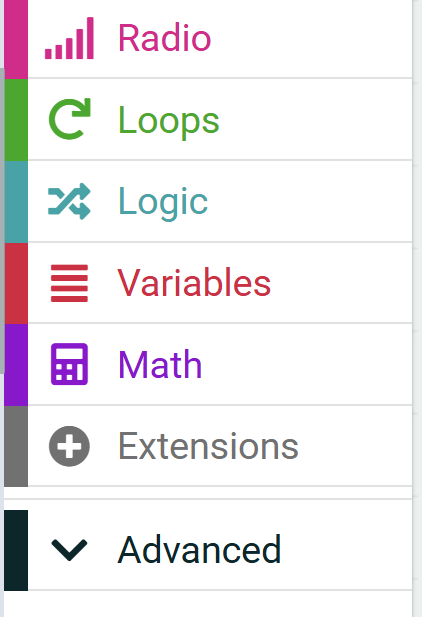 Radio
Loops
Logic
Variables
Math
Extensions
Advanced